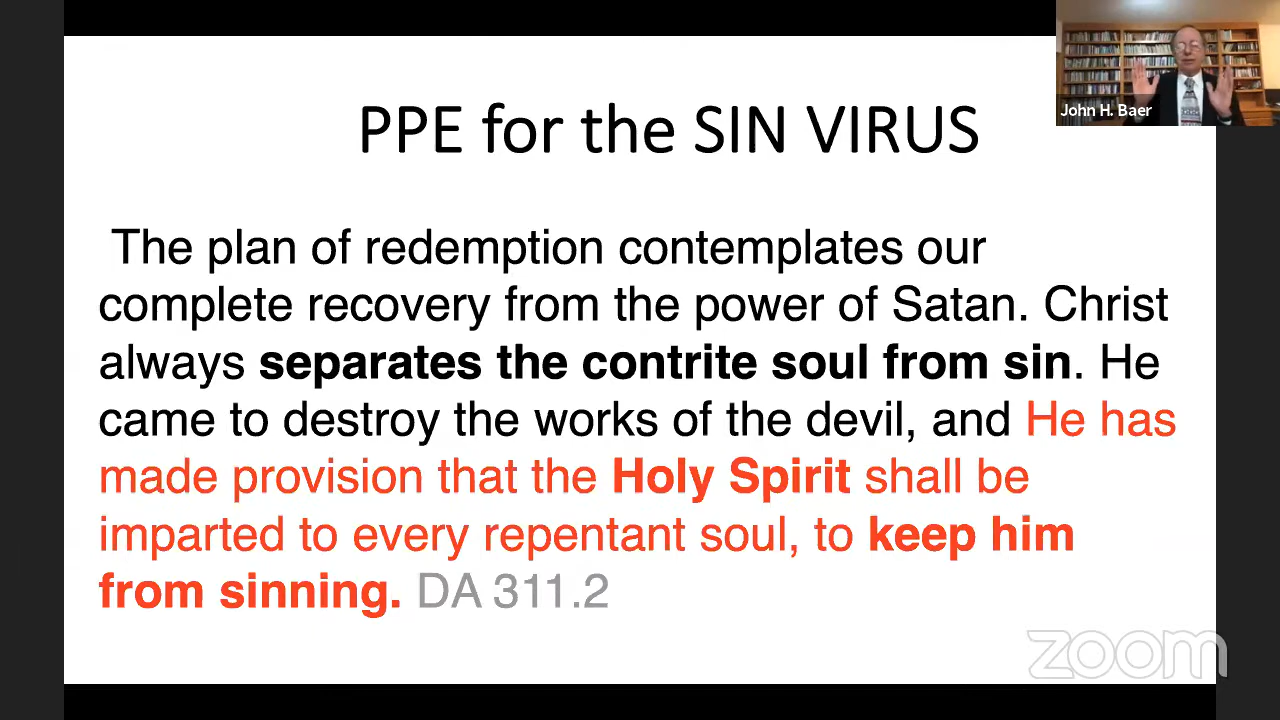 John H. Baer
PPE for the SIN VIRUS
The plan of redemption contemplates our
complete recovery from the power of Satan. Christ
always separates the contrite soul from sin. He
came to destroy the works of the devil, and He has
made provision that the Holy Spirit shall be
imparted to every repentant soul, to keep him
from sinning. DA 311.2
zoom